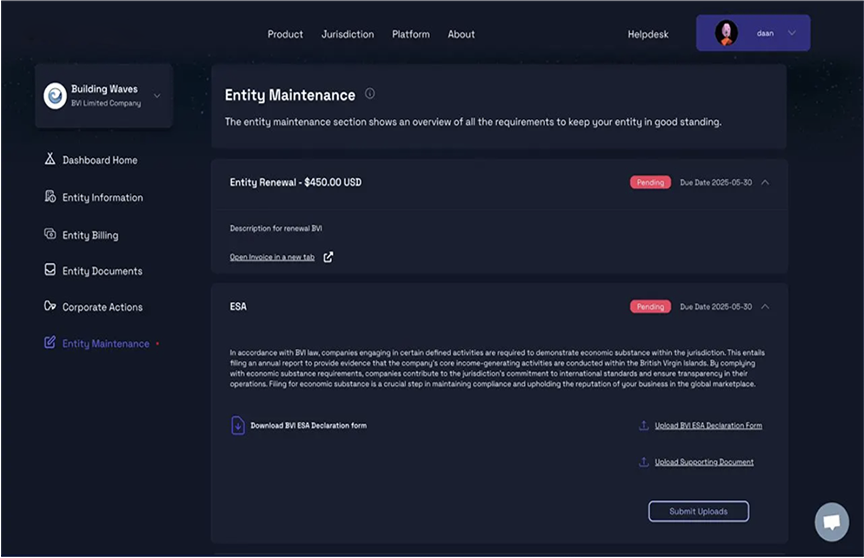 Product Jurisdiction Platform About Helpdesk daan
Building Waves
BVI Limited Company
Dashboard Home
Entity Information
Entity Billing
Entity Documents
Corporate Actions
Entity Maintenance
Entity Maintenance
The entity maintenance section shows an overview of all the requirements to keep your entity in good standing.
Entity Renewal - $450.00 USD Pending Due Date 2025-05-30
Descrription for renewal BVI
Open Invoice in a new tab
ESA Pending Due Date 2025-05-30
In accordance with BVI law, companies engaging in certain defined activities are required to demonstrate economic substance within the jurisdiction. This entails
filing an annual report to provide evidence that the company's core income-generating activities are conducted within the British Virgin Islands. By complying
with economic substance requirements, companies contribute to the jurisdiction's commitment to international standards and ensure transparency in their
operations. Filing for economic substance is a crucial step in maintaining compliance and upholding the reputation of your business in the global marketplace.
Download BVI ESA Declaration form
Upload BVI ESA Declaration Form
Upload Supporting Document
Submit Uploads